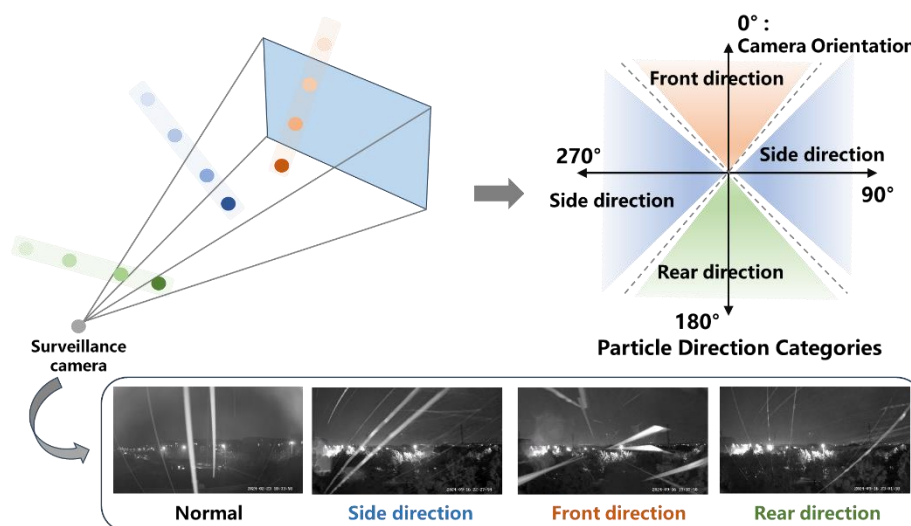 0° :
Camera Orientation
Front direction
270°
Side direction
Side direction
90°
Rear direction
180°
Particle Direction Categories
Surveillance
camera
Normal
Side direction
Front direction
Rear direction